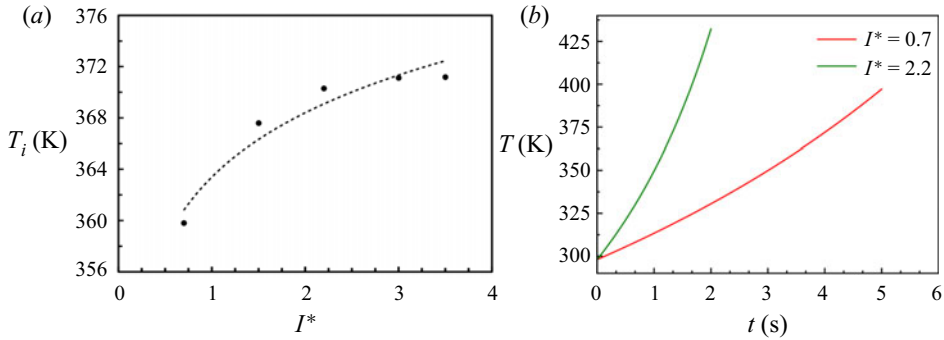 (a)
376
372
368
364
360
356
T_i (K)
0 1 2 3 4
I*
(b)
425
400
375
350
325
300
T (K)
I* = 0.7
I* = 2.2
0 1 2 3 4 5 6
t (s)